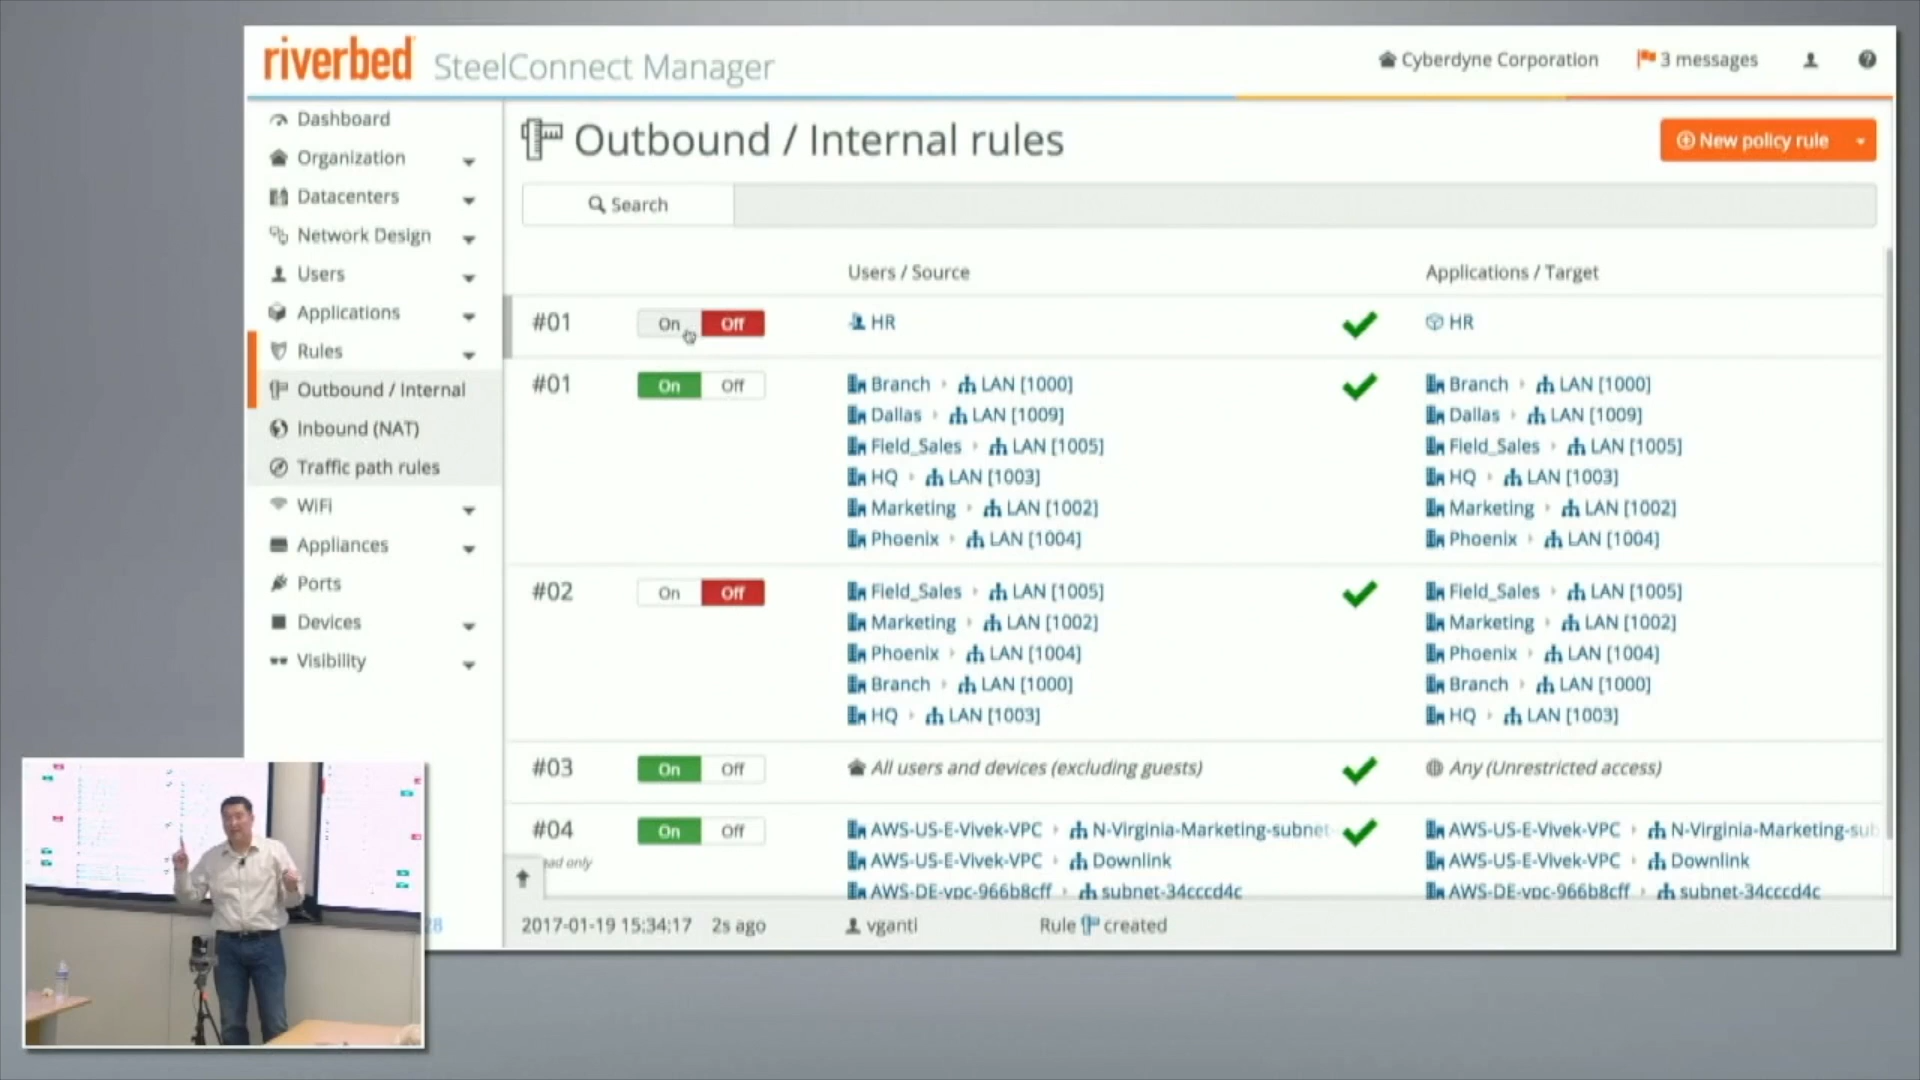 riverbed SteelConnect Manager
Cyberdyne Corporation 3 messages
Dashboard
Organization
Datacenters
Network Design
Users
Applications
Rules
Outbound / Internal
Inbound (NAT)
Traffic path rules
WiFi
Appliances
Ports
Devices
Visibility
Outbound / Internal rules
New policy rule
Search
Users / Source Applications / Target
#01 On Off HR HR
#01 On Off Branch LAN [1000] Branch LAN [1000]
Dallas LAN [1009] Dallas LAN [1009]
Field_Sales LAN [1005] Field_Sales LAN [1005]
HQ LAN [1003] HQ LAN [1003]
Marketing LAN [1002] Marketing LAN [1002]
Phoenix LAN [1004] Phoenix LAN [1004]
#02 On Off Field_Sales LAN [1005] Field_Sales LAN [1005]
Marketing LAN [1002] Marketing LAN [1002]
Phoenix LAN [1004] Phoenix LAN [1004]
Branch LAN [1000] Branch LAN [1000]
HQ LAN [1003] HQ LAN [1003]
#03 On Off All users and devices (excluding guests) Any (Unrestricted access)
#04 On Off AWS-US-E-Vivek-VPC N-Virginia-Marketing-subnet AWS-US-E-Vivek-VPC N-Virginia-Marketing-sub
ead only AWS-US-E-Vivek-VPC Downlink AWS-US-E-Vivek-VPC Downlink
AWS-DE-vpc-966b8cff subnet-34cccd4c AWS-DE-vpc-966b8cff subnet-34cccd4c
28 2017-01-19 15:34:17 2s ago vganti Rule created